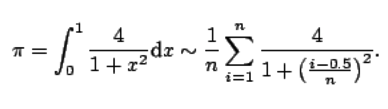 π = ∫₀¹ 4/(1 + x²) dx ∼ 1/n ∑ᵢ₌₁ⁿ 4/(1 + ((i−0.5)/n)²).